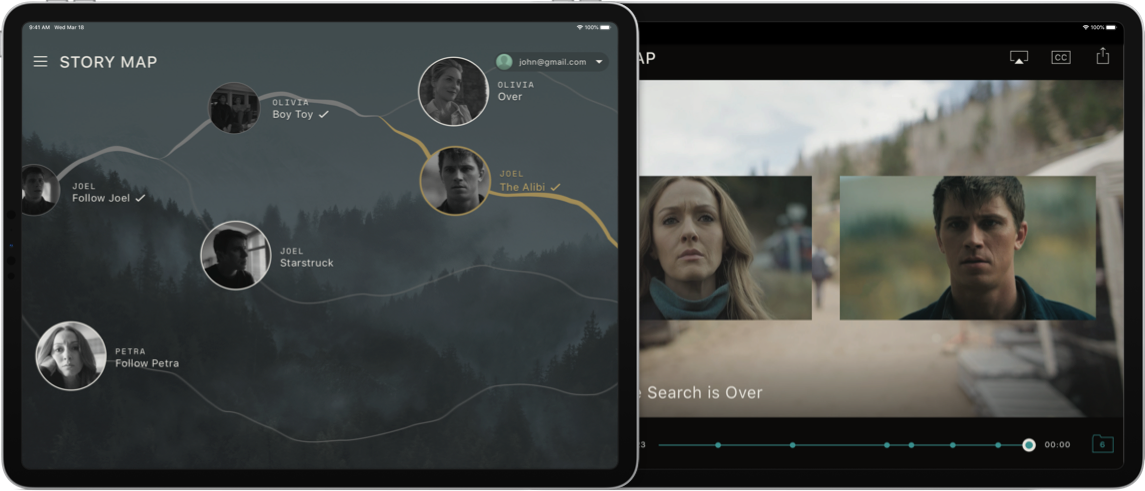 9:41 AM Wed Mar 18
100%
STORY MAP
john@gmail.com
OLIVIA
Over
OLIVIA
Boy Toy
JOEL
The Alibi
JOEL
Follow Joel
JOEL
Starstruck
PETRA
Follow Petra
100%
AP
CC
e Search is Over
3
00:00
6